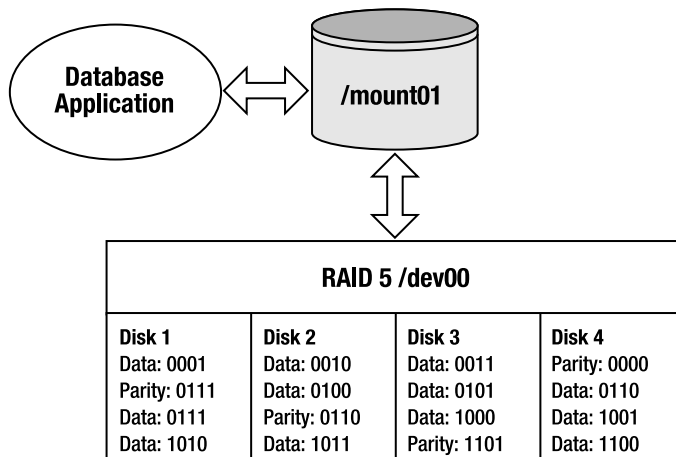 Database
Application
/mount01
RAID 5 /dev00
Disk 1
Data: 0001
Parity: 0111
Data: 0111
Data: 1010
Disk 2
Data: 0010
Data: 0100
Parity: 0110
Data: 1011
Disk 3
Data: 0011
Data: 0101
Data: 1000
Parity: 1101
Disk 4
Parity: 0000
Data: 0110
Data: 1001
Data: 1100